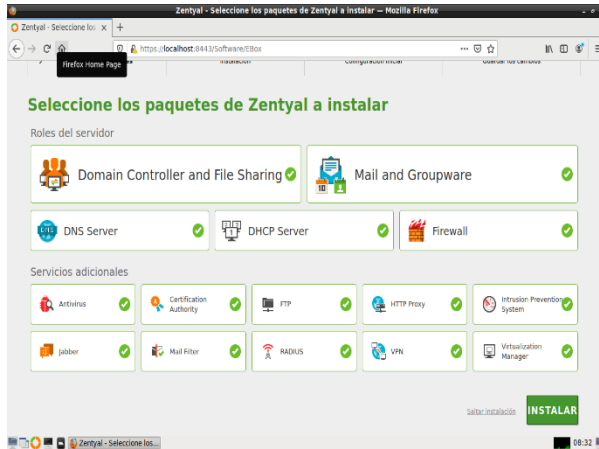 Zentyal - Seleccione los paquetes de Zentyal a instalar — Mozilla Firefox
Zentyal - Seleccione los
https://localhost:8443/Software/EBox
Firefox Home Page
Instalación
Configuración inicial
Guardar los cambios
Seleccione los paquetes de Zentyal a instalar
Roles del servidor
Domain Controller and File Sharing
Mail and Groupware
DNS Server
DHCP Server
Firewall
Servicios adicionales
Antivirus
Certification
Authority
FTP
HTTP Proxy
Intrusion Prevention
System
Jabber
Mail Filter
RADIUS
VPN
Virtualization
Manager
Saltar instalación
INSTALAR
Zentyal - Seleccione los...
08:32